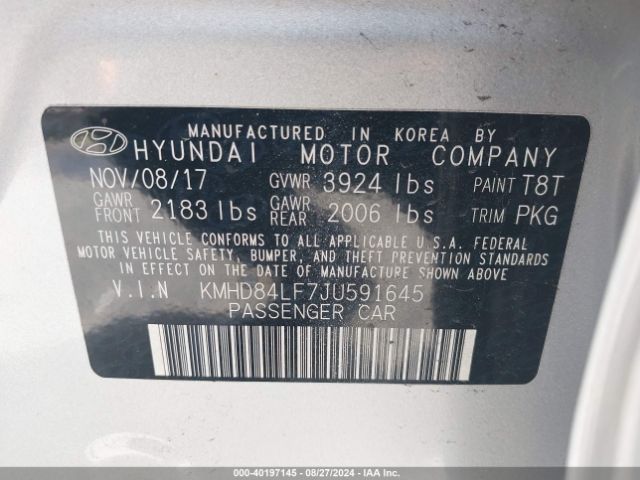 MANUFACTURED IN KOREA BY
HYUNDAI MOTOR COMPANY
NOV/08/17 GVWR 3924 lbs PAINT T8T
GAWR FRONT 2183 lbs GAWR REAR 2006 lbs TRIM PKG
THIS VEHICLE CONFORMS TO ALL APPLICABLE U.S.A. FEDERAL
MOTOR VEHICLE SAFETY, BUMPER, AND THEFT PREVENTION STANDARDS
IN EFFECT ON THE DATE OF MANUFACTURE SHOWN ABOVE.
V.I.N KMHD84LF7JU591645
PASSENGER CAR
000-40197145 - 08/27/2024 - IAA Inc.